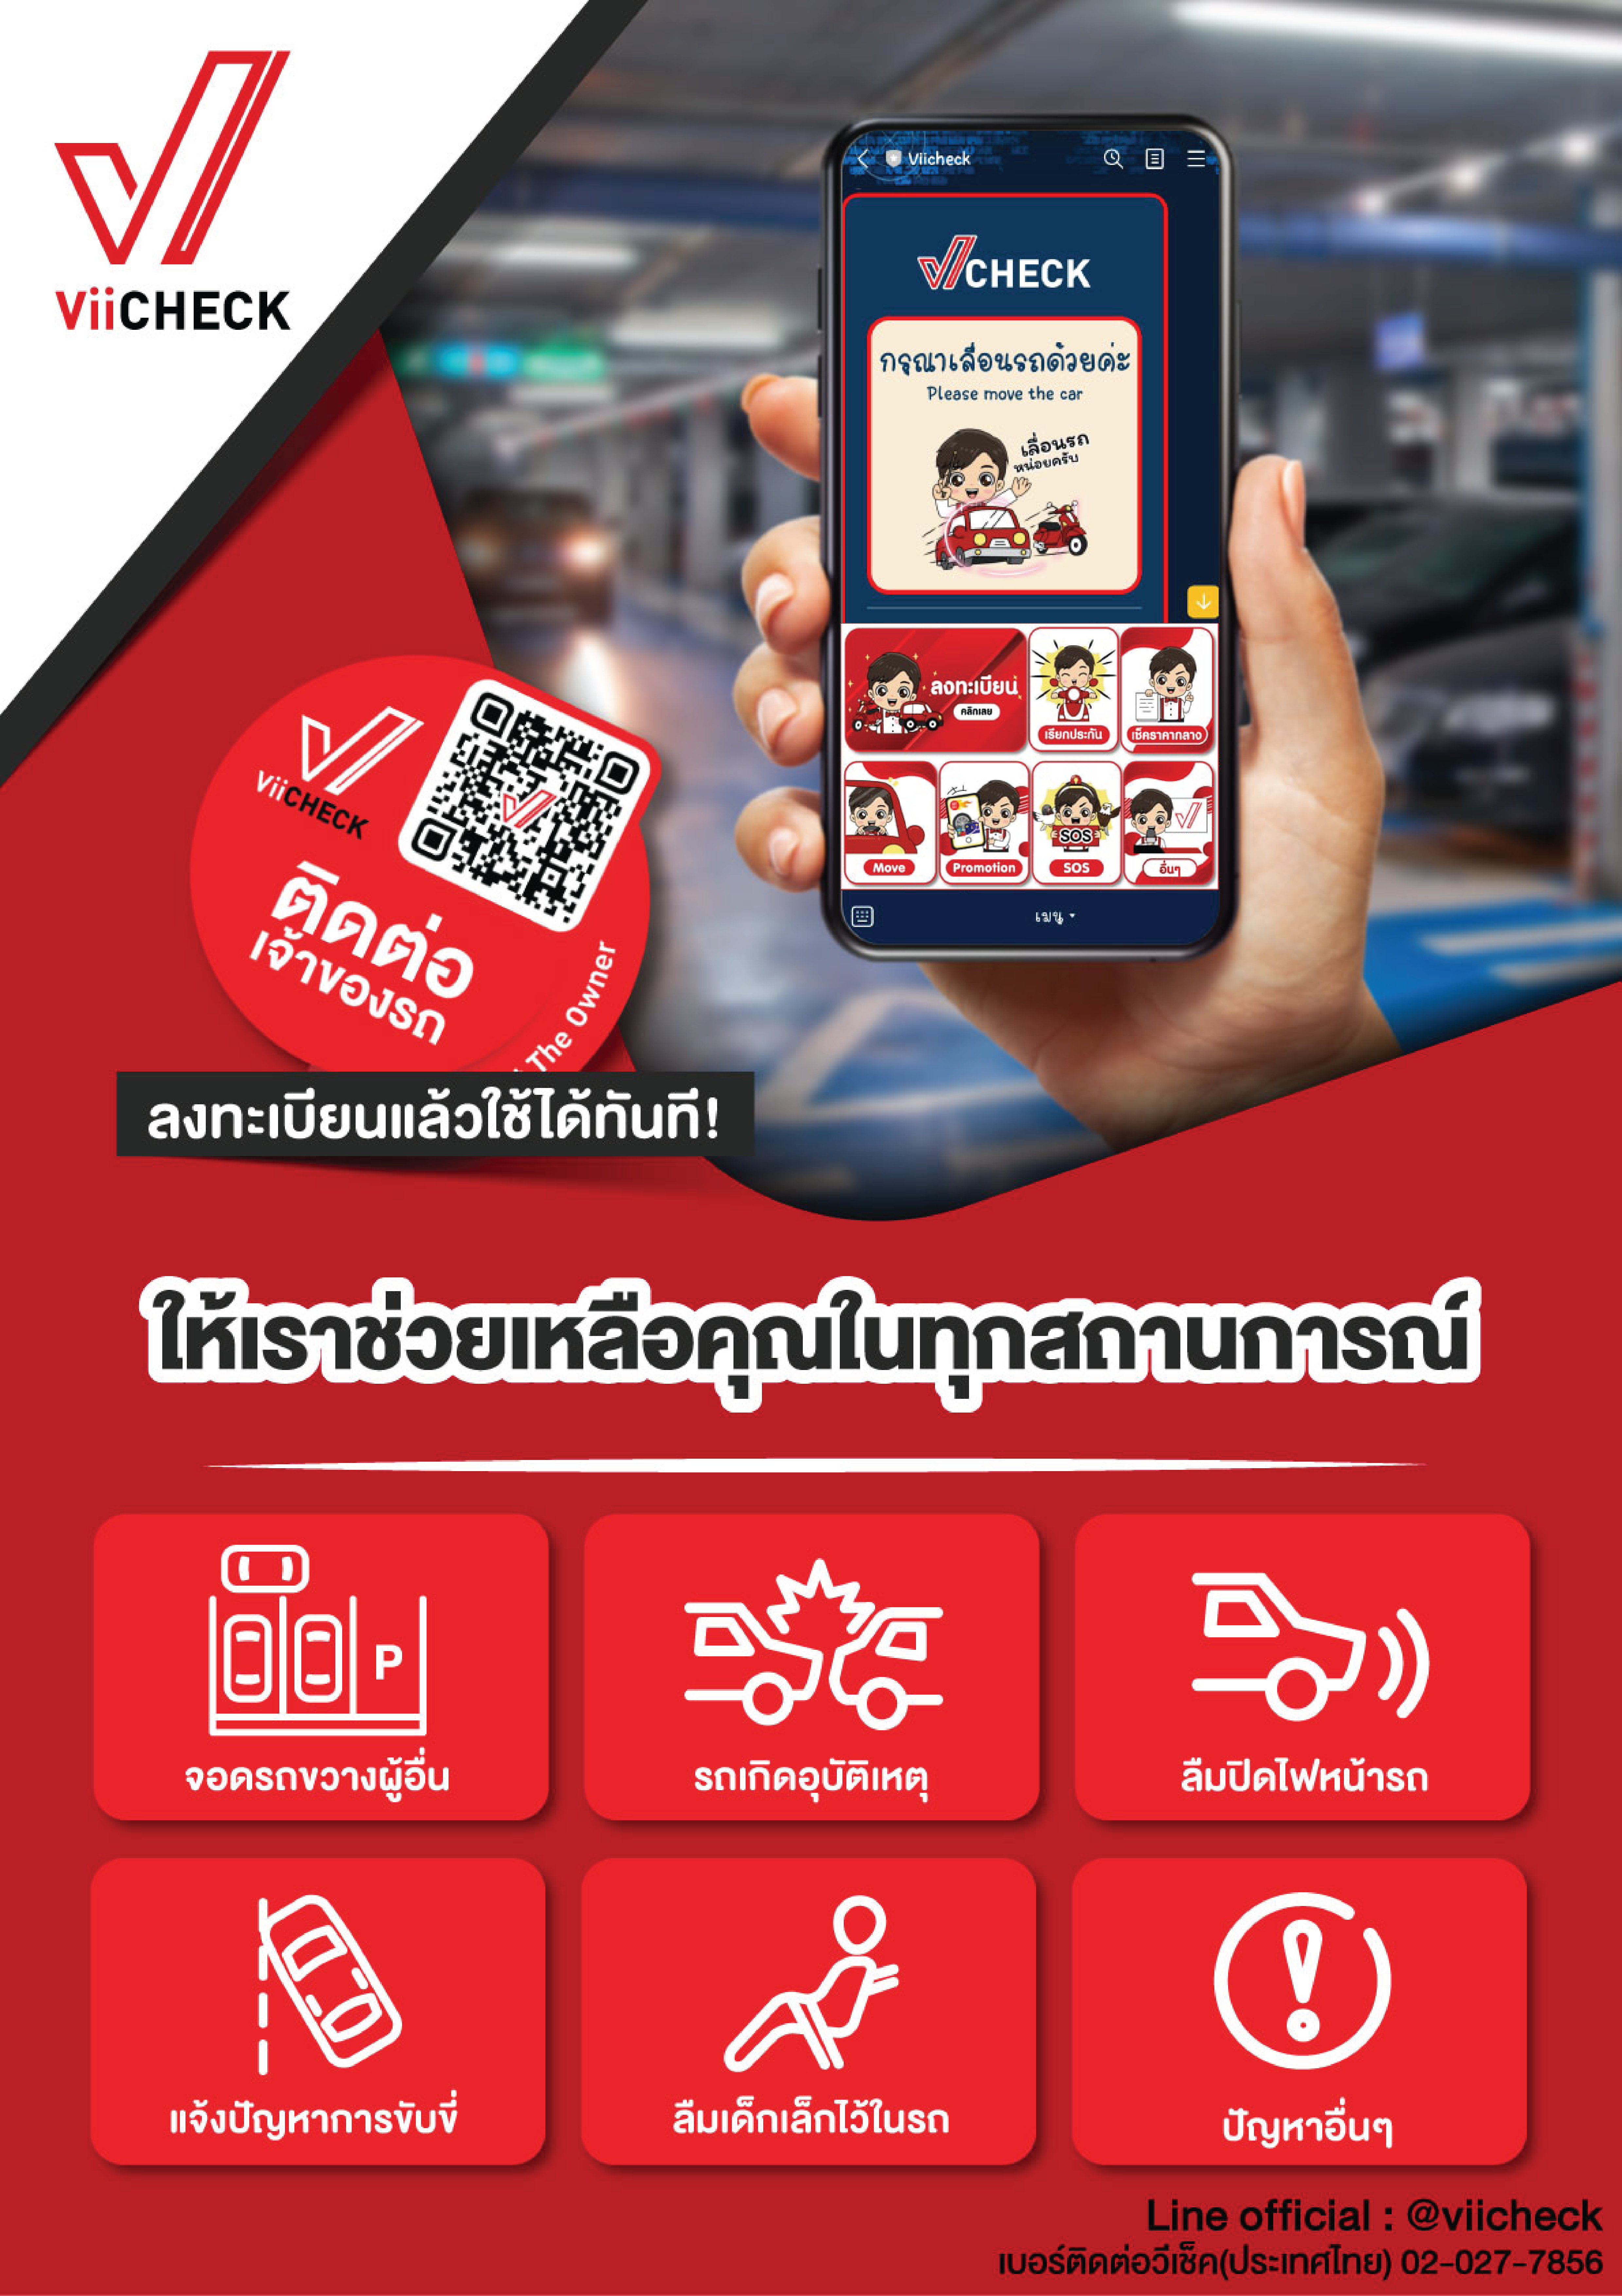 ViiCHECK
Viicheck
CHECK
กรุณาเลื่อนรถด้วยค่ะ
Please move the car
เลื่อนรถ
หน่อยครับ
ลงทะเบียน
คลิกเลย
เรียกประกัน
เช็คราคากลาง
Move
Promotion
SOS
SOS
อื่นๆ
เมนู
ViiCHECK
ติดต่อ
เจ้าของรถ
The Owner
ลงทะเบียนแล้วใช้ได้ทันที!
ให้เราช่วยเหลือคุณในทุกสถานการณ์
P
จอดรถขวางผู้อื่น
รถเกิดอุบัติเหตุ
ลืมปิดไฟหน้ารถ
แจ้งปัญหาการขับขี่
ลืมเด็กเล็กไว้ในรถ
ปัญหาอื่นๆ
Line official : @viicheck
เบอร์ติดต่อวีเช็ค(ประเทศไทย) 02-027-7856